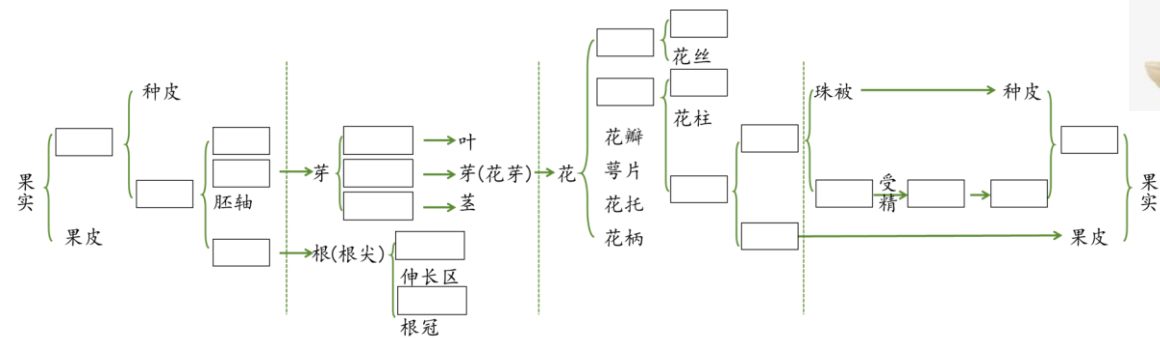 果实
种皮
果皮
胚轴
芽
叶
芽(花芽)
茎
根(根尖)
伸长区
根冠
花
花丝
花柱
花瓣
萼片
花托
花柄
珠被
种皮
受精
果皮
果实